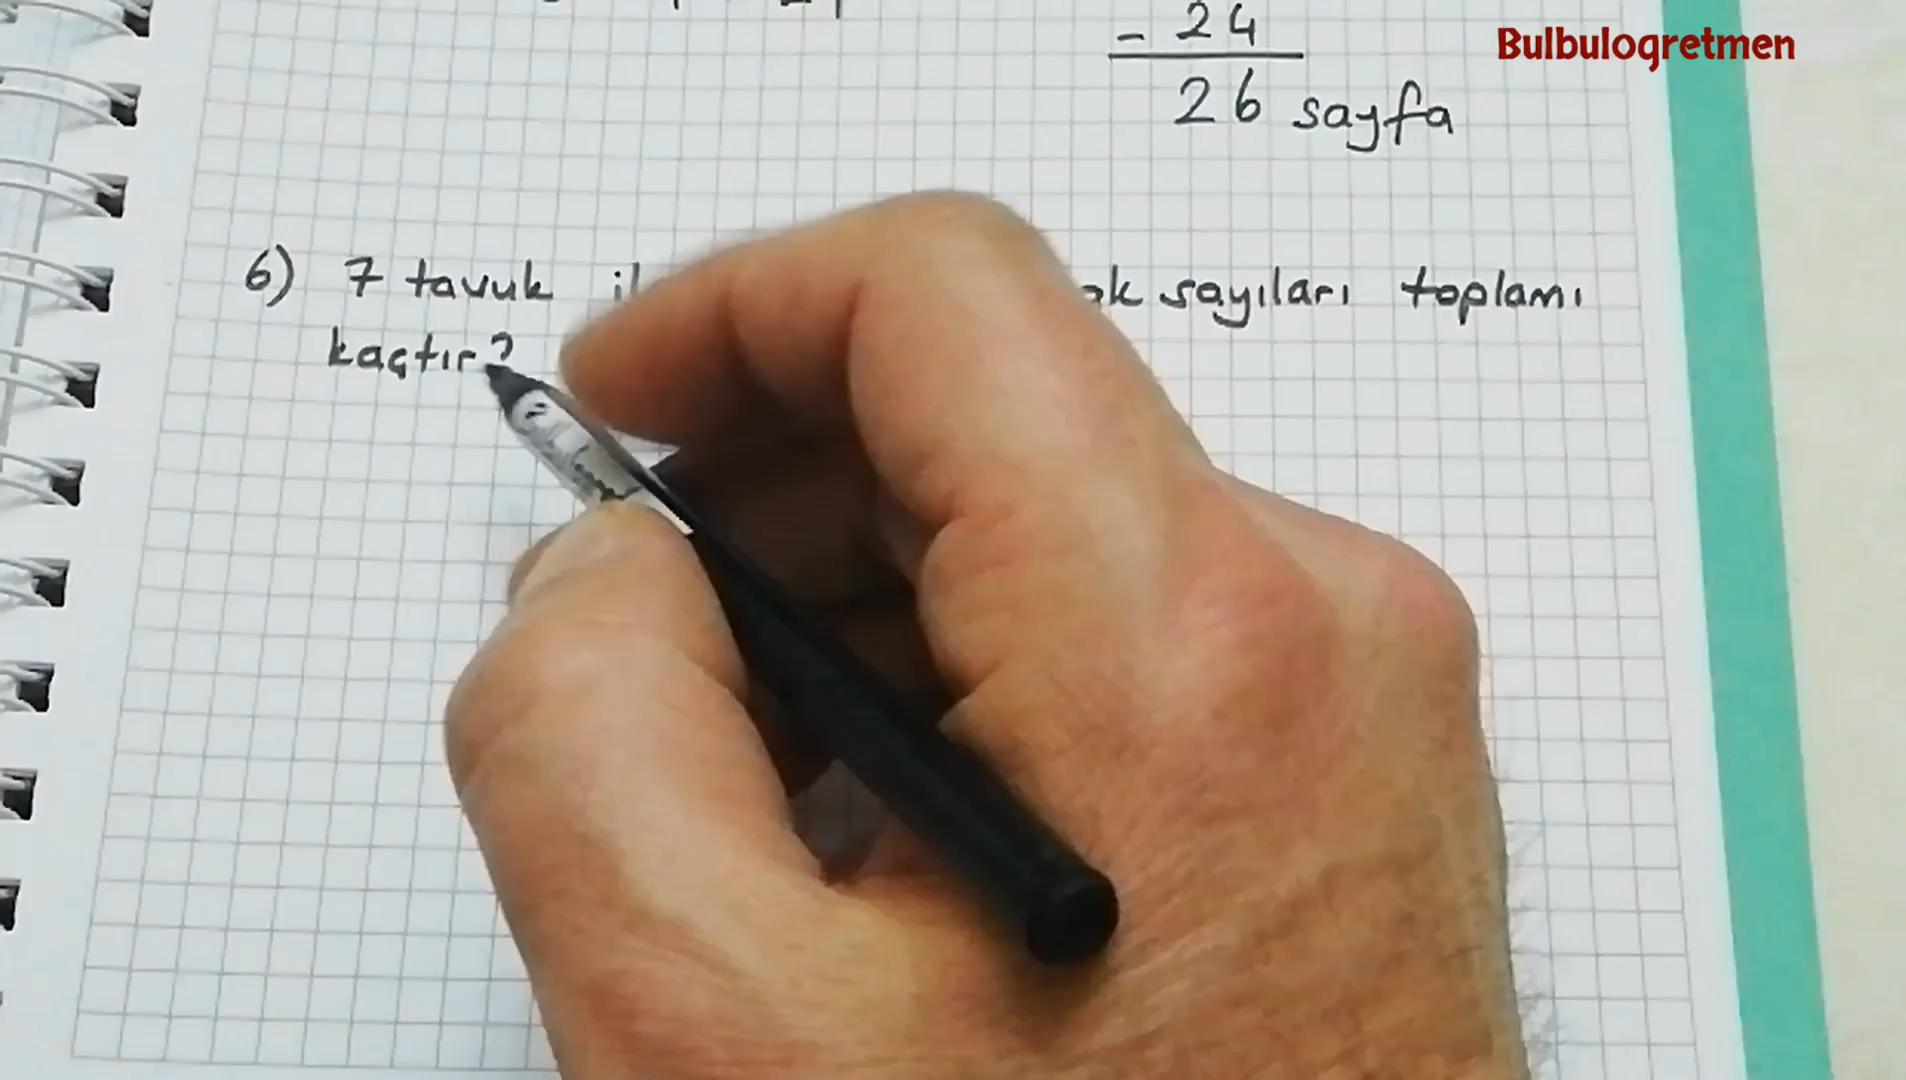 Bulbulogretmen
- 24
26 sayfa
6) 7 tavuk sayıları toplamı
kaçtır?